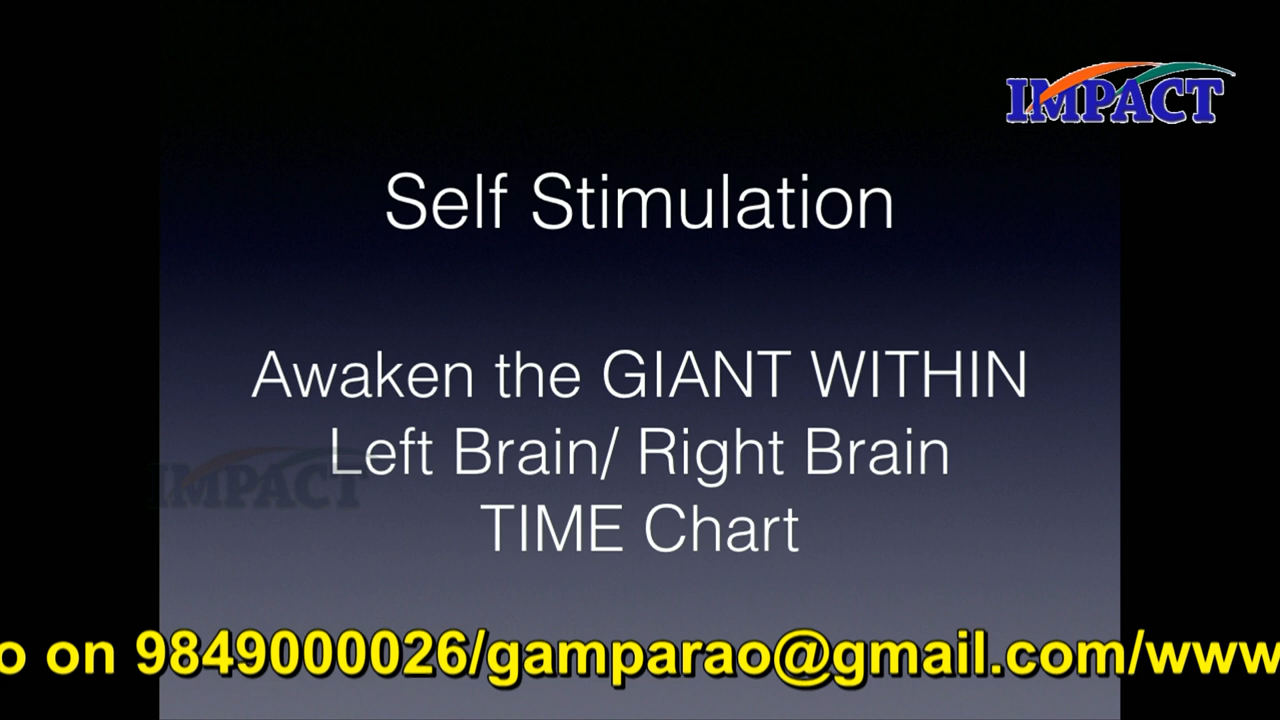 IMPACT
Self Stimulation
Awaken the GIANT WITHIN
Left Brain/ Right Brain
IMPACT
TIME Chart
o on 9849000026/gamparao@gmail.com/www